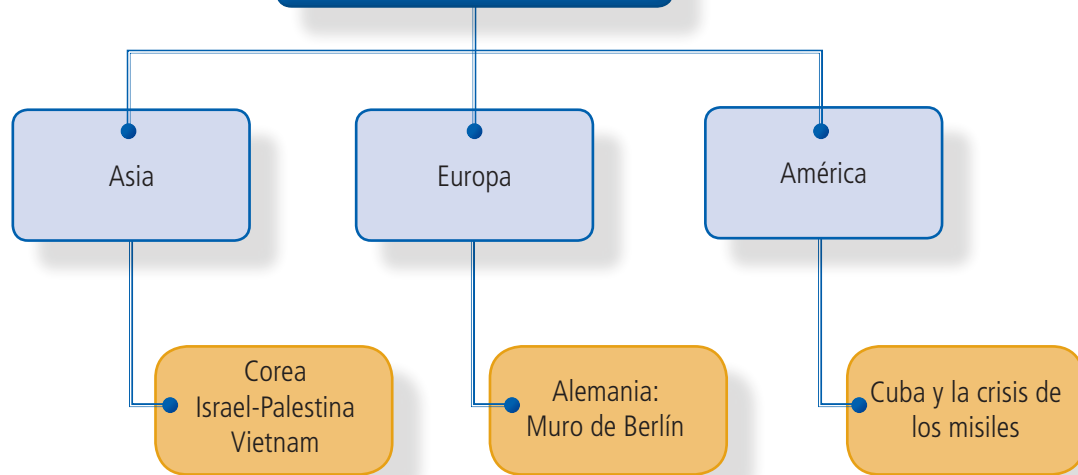 Asia
Europa
América
Corea
Israel-Palestina
Vietnam
Alemania:
Muro de Berlín
Cuba y la crisis de
los misiles